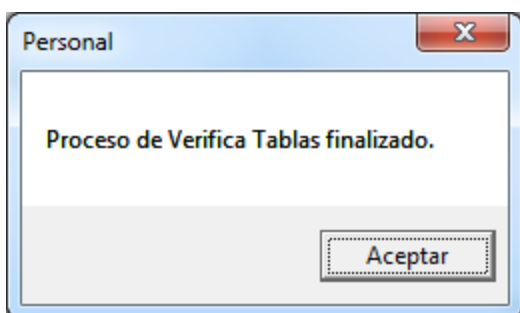 Personal
Proceso de Verifica Tablas finalizado.
Aceptar